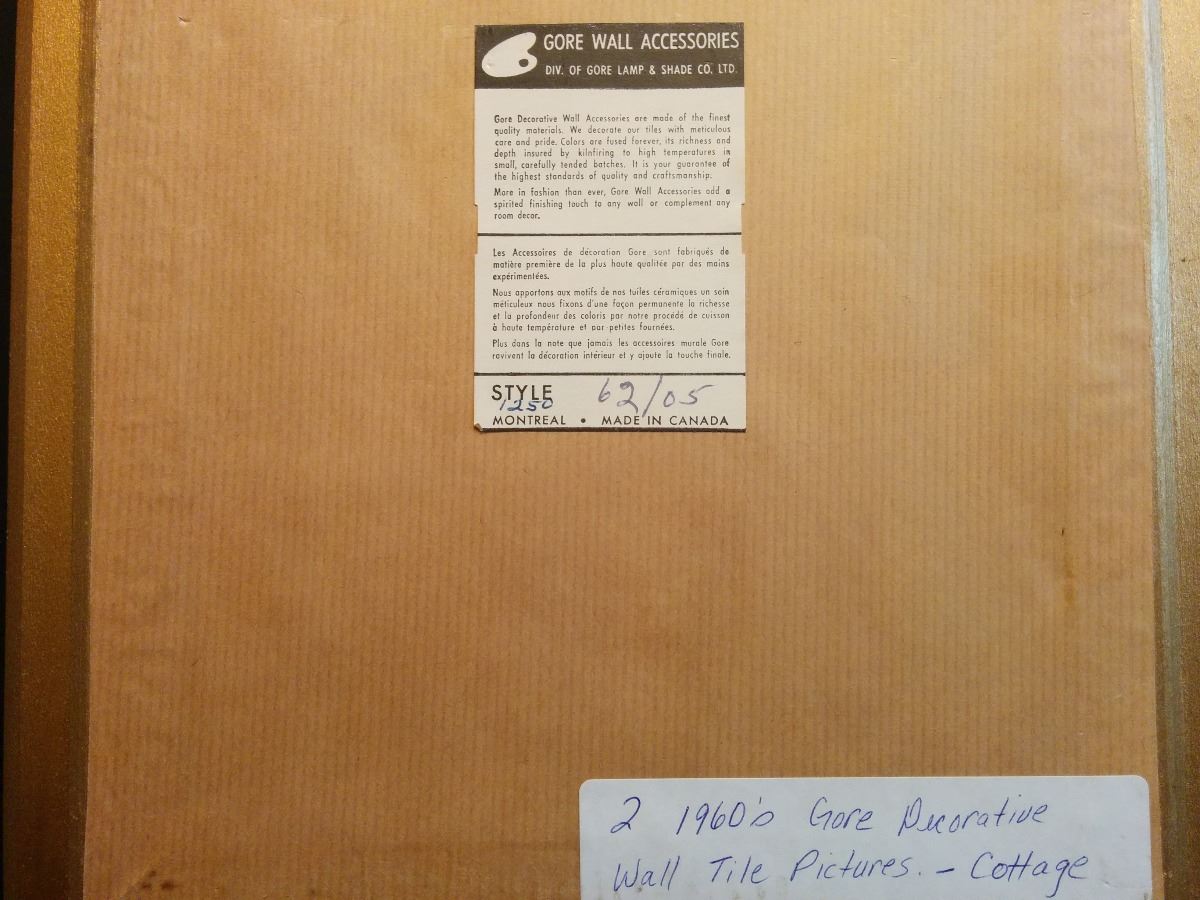 GORE WALL ACCESSORIES
DIV. OF GORE LAMP & SHADE CO. LTD.
Gore Decorative Wall Accessories are made of the finest
quality materials. We decorate our tiles with meticulous
care and pride. Colors are fused forever, its richness and
depth insured by kilnfiring to high temperatures in
small, carefully tended batches. It is your guarantee of
the highest standards of quality and craftsmanship.
More in fashion than ever, Gore Wall Accessories add a
spirited finishing touch to any wall or complement any
room decor.
Les Accessoires de décoration Gore sont fabriqués de
matière première de la plus haute qualitée par des mains
expérimentées.
Nous apportons aux motifs de nos tuiles céramiques un soin
méticuleux nous fixons d'une façon permanente la richesse
et la profondeur des coloris par notre procédé de cuisson
à haute température et par petites fournées.
Plus dans la note que jamais les accessoires murale Gore
ravivent la décoration intérieur et y ajoute la touche finale.
STYLE 62/05
1250
MONTREAL • MADE IN CANADA
2 1960's Gore Decorative
Wall Tile Pictures. - Cottage